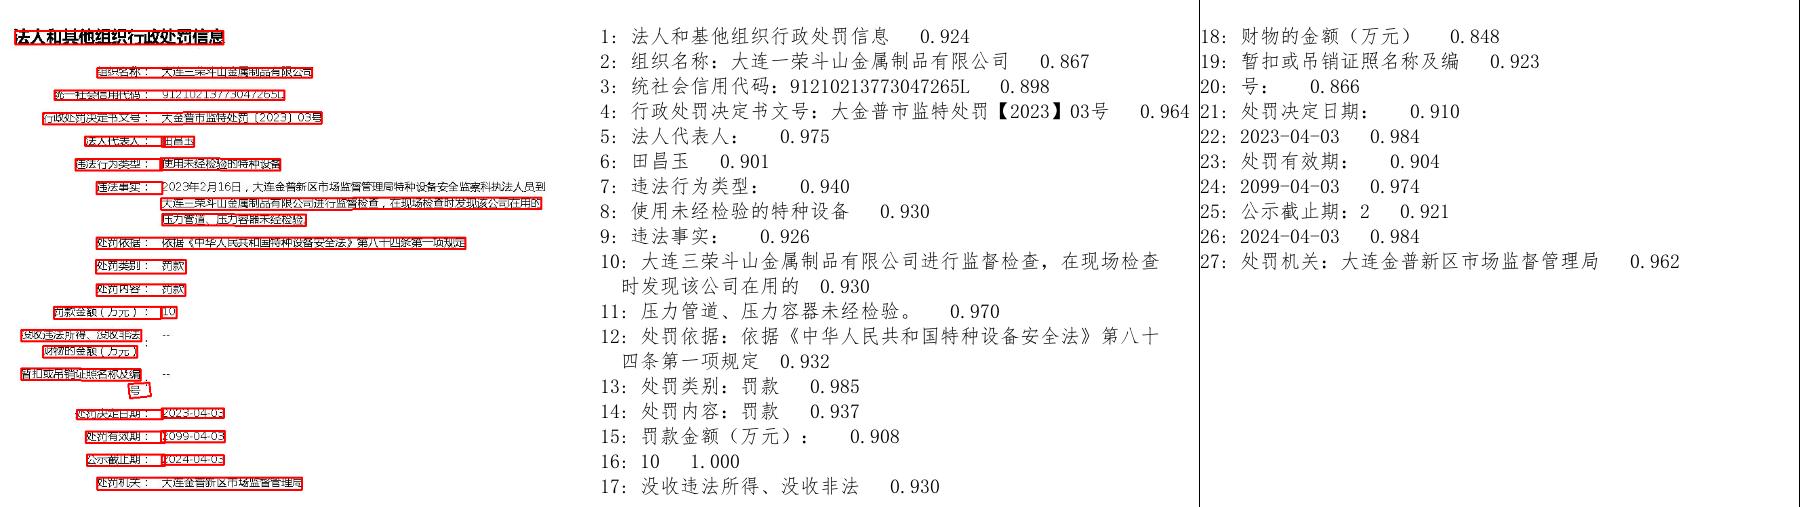 法人和其他组织行政处罚信息
组织名称： 大连三荣斗山金属制品有限公司
统一社会信用代码： 91210213773047265L
行政处罚决定书文号： 大金普市监特处罚〔2023〕03号
法人代表人： 田昌玉
违法行为类型： 使用未经检验的特种设备
违法事实： 2023年2月16日，大连金普新区市场监督管理局特种设备安全监察科执法人员到
大连三荣斗山金属制品有限公司进行监督检查，在现场检查时发现该公司在用的
压力管道、压力容器未经检验。
处罚依据： 依据《中华人民共和国特种设备安全法》第八十四条第一项规定
处罚类别： 罚款
处罚内容： 罚款
罚款金额（万元）： 10
没收违法所得、没收非法 ： --
财物的金额（万元）
暂扣或吊销证照名称及编 ： --
号
处罚决定日期： 2023-04-03
处罚有效期： 2099-04-03
公示截止期： 2024-04-03
处罚机关： 大连金普新区市场监督管理局
1: 法人和基他组织行政处罚信息 0.924
2: 组织名称：大连一荣斗山金属制品有限公司 0.867
3: 统社会信用代码：91210213773047265L 0.898
4: 行政处罚决定书文号：大金普市监特处罚【2023】03号 0.964
5: 法人代表人： 0.975
6: 田昌玉 0.901
7: 违法行为类型： 0.940
8: 使用未经检验的特种设备 0.930
9: 违法事实： 0.926
10: 大连三荣斗山金属制品有限公司进行监督检查，在现场检查
时发现该公司在用的 0.930
11: 压力管道、压力容器未经检验。 0.970
12: 处罚依据：依据《中华人民共和国特种设备安全法》第八十
四条第一项规定 0.932
13: 处罚类别：罚款 0.985
14: 处罚内容：罚款 0.937
15: 罚款金额（万元）： 0.908
16: 10 1.000
17: 没收违法所得、没收非法 0.930
18: 财物的金额（万元） 0.848
19: 暂扣或吊销证照名称及编 0.923
20: 号： 0.866
21: 处罚决定日期： 0.910
22: 2023-04-03 0.984
23: 处罚有效期： 0.904
24: 2099-04-03 0.974
25: 公示截止期：2 0.921
26: 2024-04-03 0.984
27: 处罚机关：大连金普新区市场监督管理局 0.962